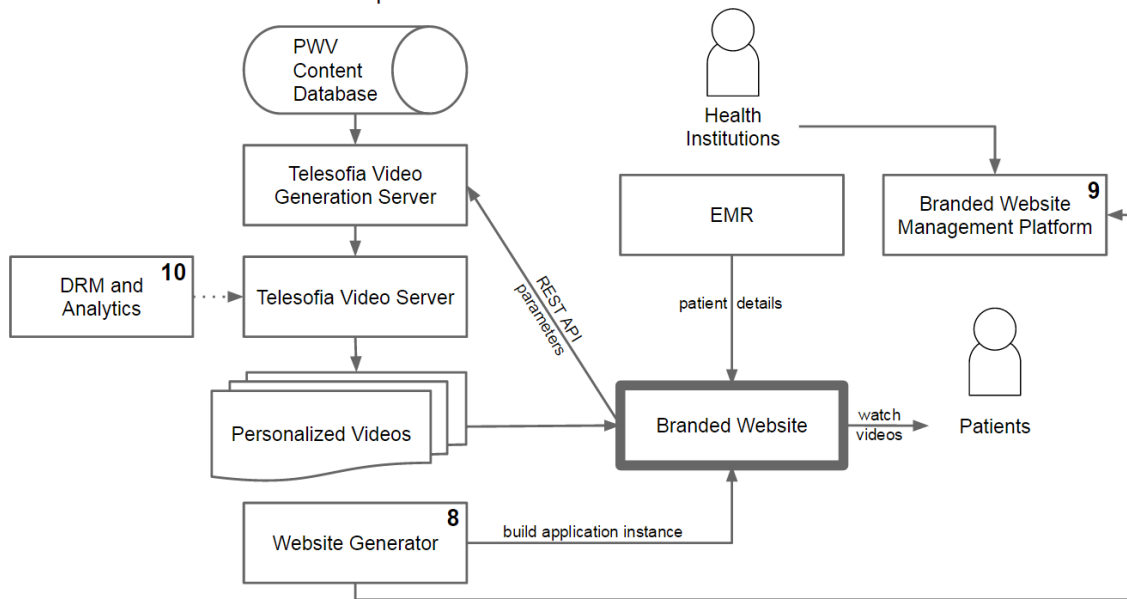 PWV
Content
Database
Health
Institutions
Telesofia Video
Generation Server
EMR
9
Branded Website
Management Platform
10
DRM and
Analytics
Telesofia Video Server
REST API
parameters
patient details
Personalized Videos
Branded Website
watch
videos
Patients
8
Website Generator
build application instance